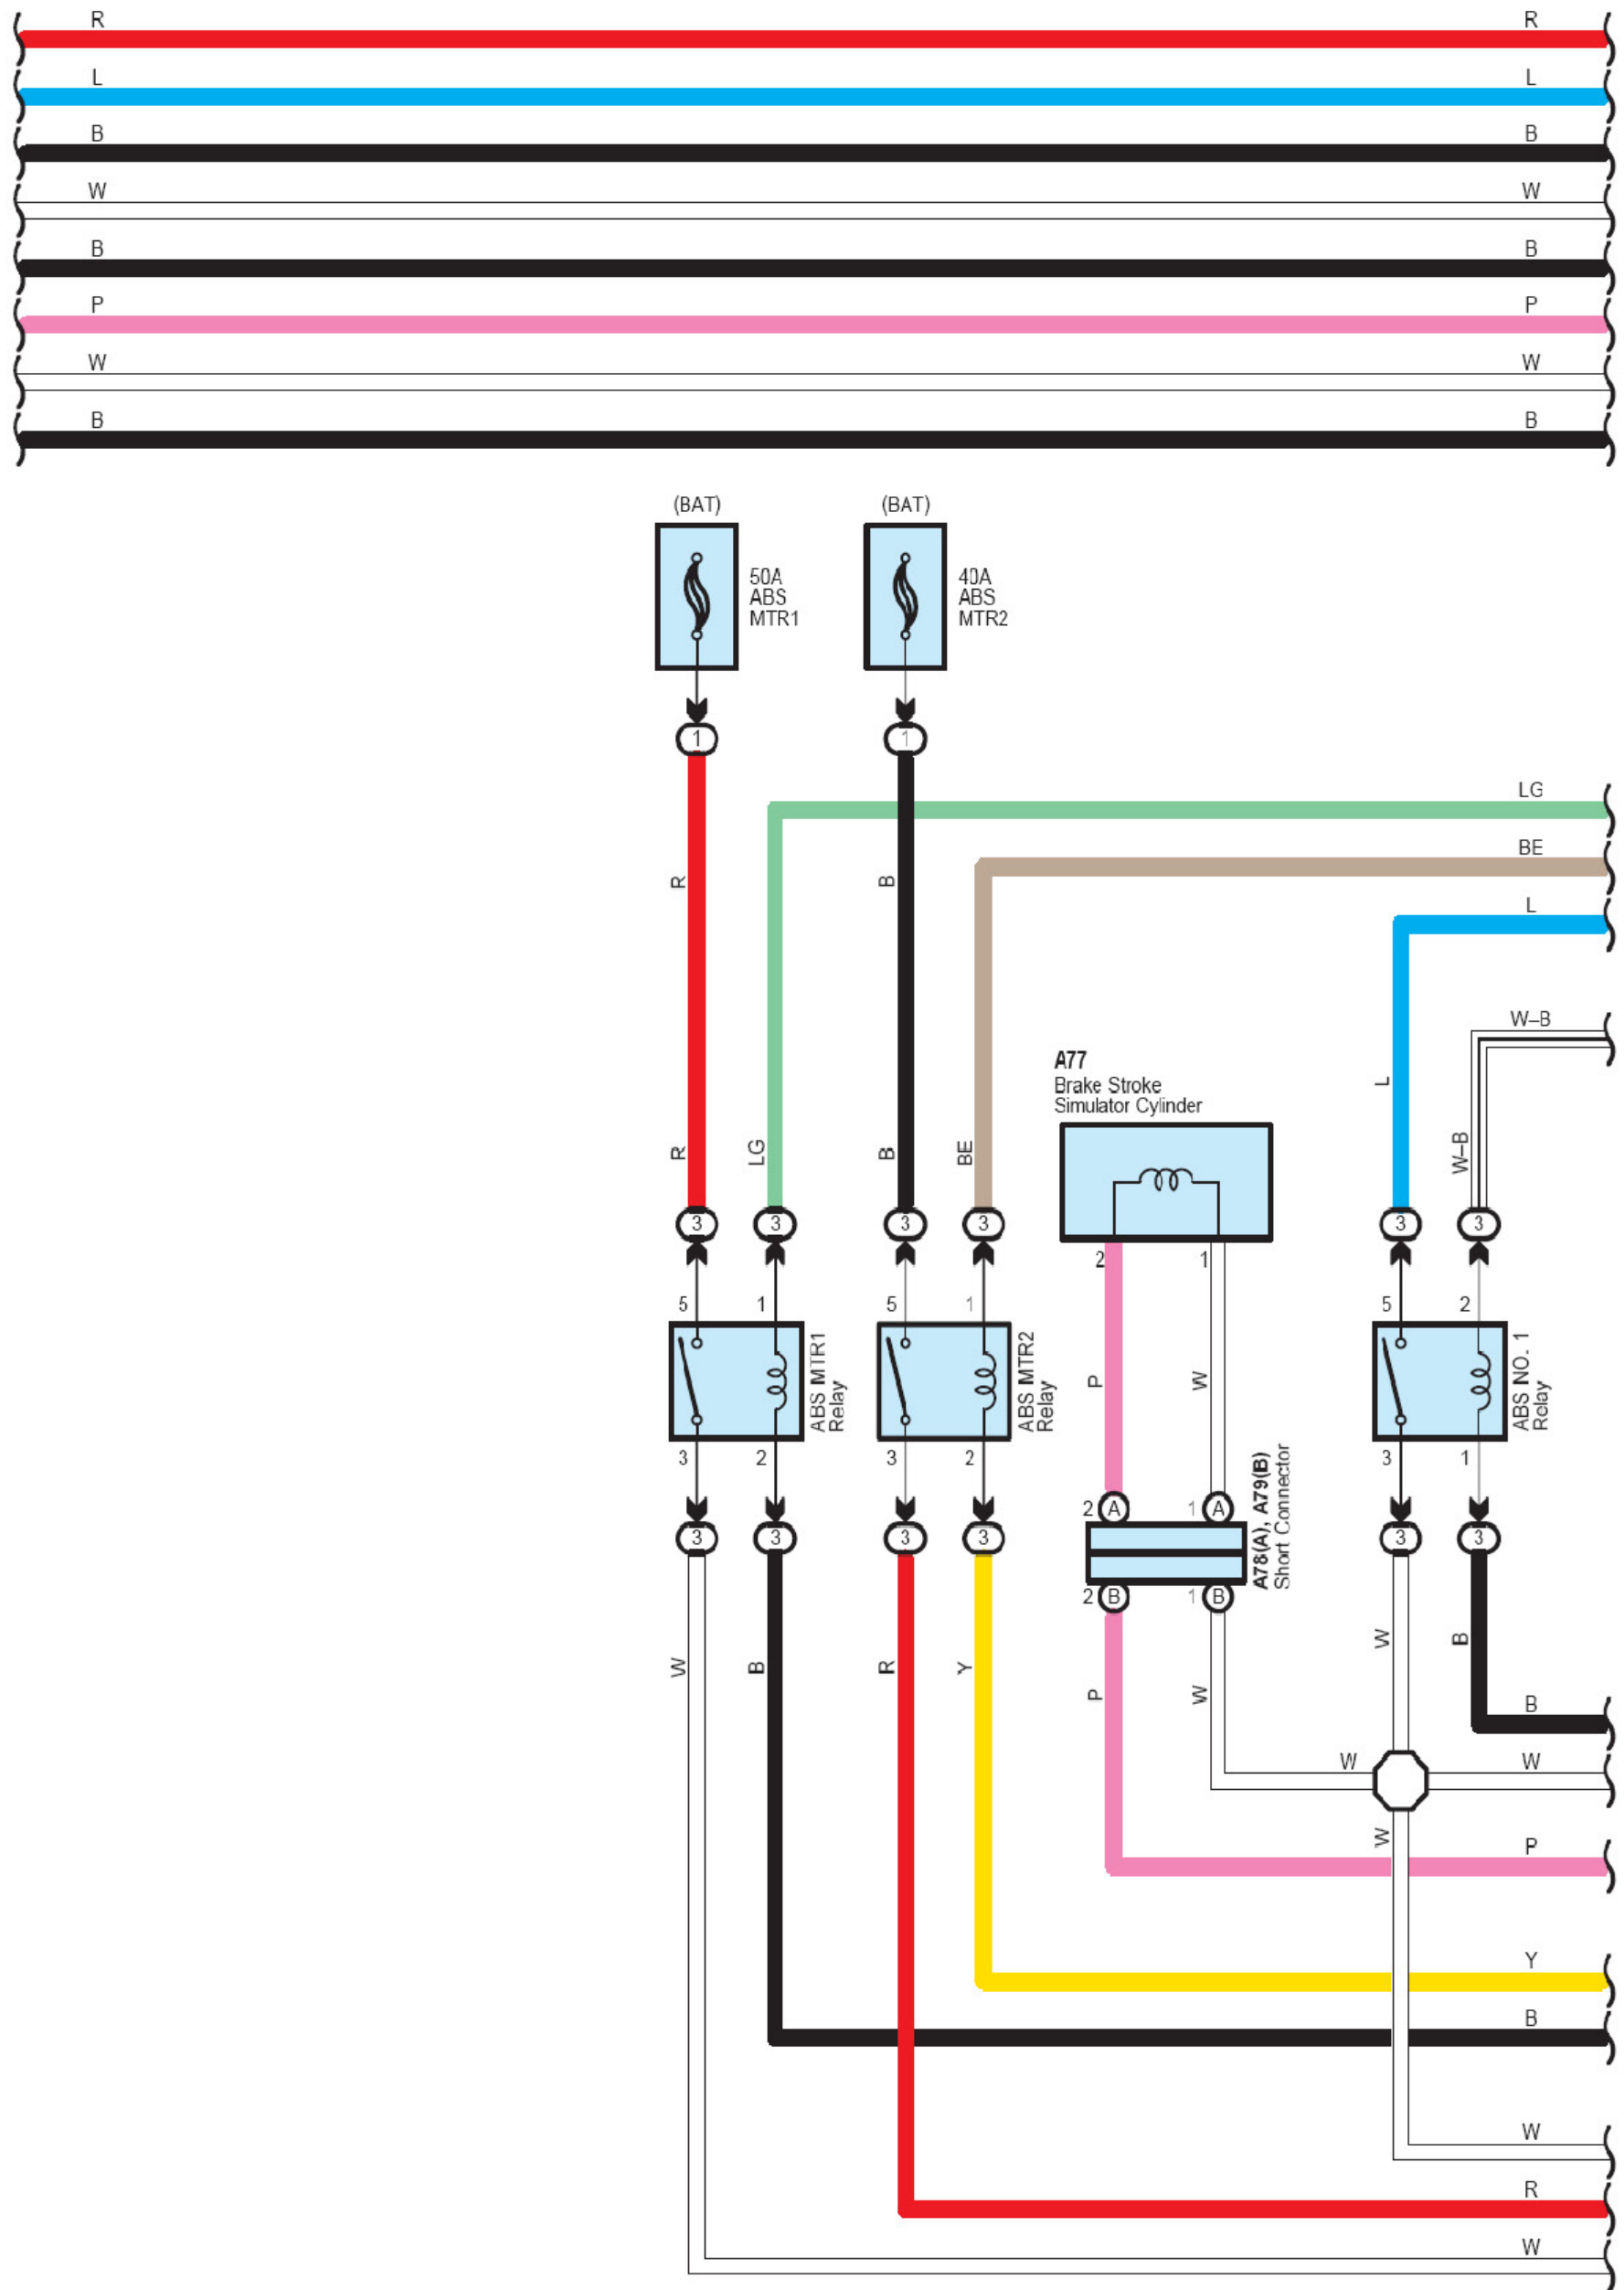 R R
L L
B B
W W
B B
P P
W W
B B
(BAT) (BAT)
50A
ABS
MTR1
40A
ABS
MTR2
1 1
LG
BE
L
R B
W–B
A77
Brake Stroke
Simulator Cylinder
L
R LG B BE W–B
3 3 3 3 3 3
2 1
5 1 5 1 5 2
ABS MTR1
Relay
ABS MTR2
Relay
ABS NO. 1
Relay
P W
3 2 3 2 3 1
2 A 1 A
A78(A), A79(B)
Short Connector
3 3 3 3 3 3
2 B 1 B
W B R Y P W W B
B
W W
W P
Y
B
W
R
W